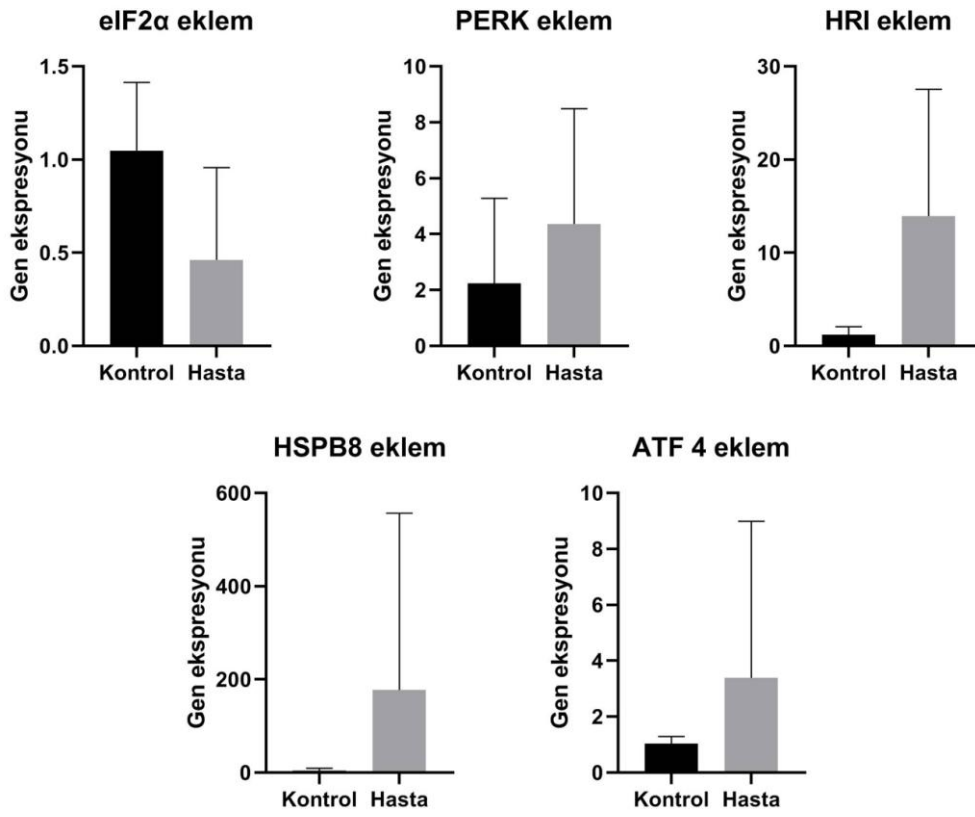 eIF2α eklem
Gen ekspresyonu
1.5
1.0
0.5
0.0
Kontrol Hasta
PERK eklem
Gen ekspresyonu
10
8
6
4
2
0
Kontrol Hasta
HRI eklem
Gen ekspresyonu
30
20
10
0
Kontrol Hasta
HSPB8 eklem
Gen ekspresyonu
600
400
200
0
Kontrol Hasta
ATF 4 eklem
Gen ekspresyonu
10
8
6
4
2
0
Kontrol Hasta